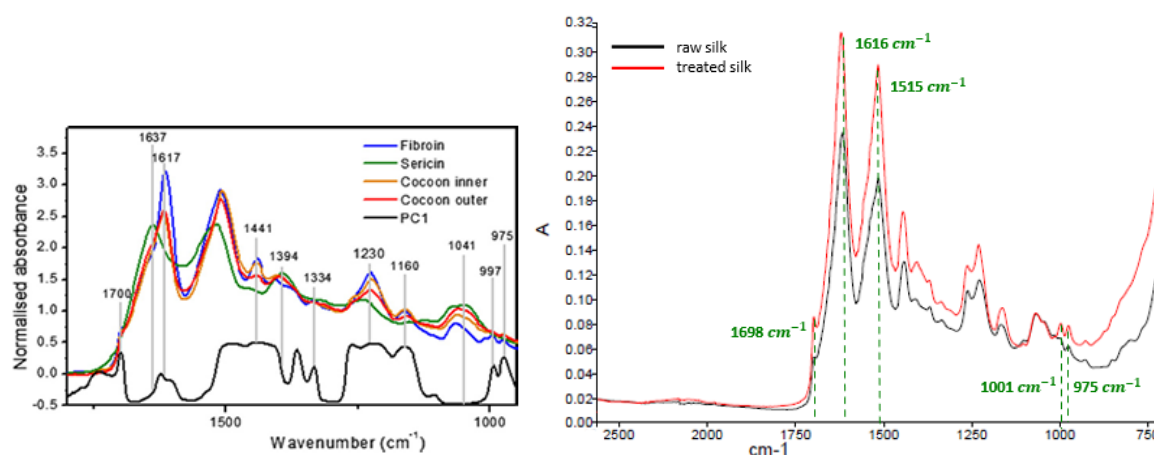 1637
1617
1441
1394
1334
1230
1160
1041
975
997
1700
Fibroin
Sericin
Cocoon inner
Cocoon outer
PC1
Normalised absorbance
3.5
3.0
2.5
2.0
1.5
1.0
0.5
0.0
-0.5
1500
1000
Wavenumber (cm⁻¹)
0.32
0.30
0.28
0.26
0.24
0.22
0.20
0.18
0.16
0.14
0.12
0.10
0.08
0.06
0.04
0.02
0.00
A
raw silk
treated silk
1616 cm⁻¹
1515 cm⁻¹
1698 cm⁻¹
1001 cm⁻¹
975 cm⁻¹
2500
2000
1750
1500
1250
1000
750
cm-1